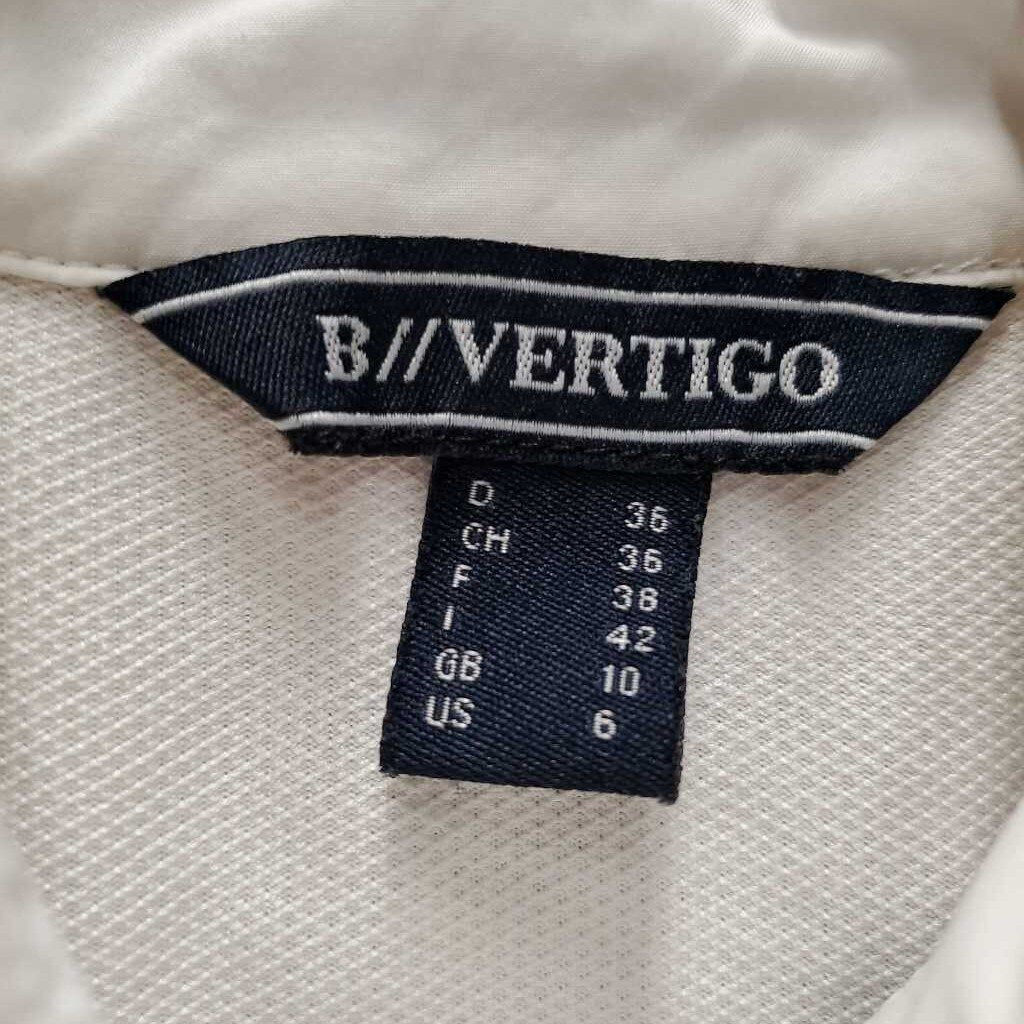 B//VERTIGO
D 36
CH 36
F 38
I 42
GB 10
US 6